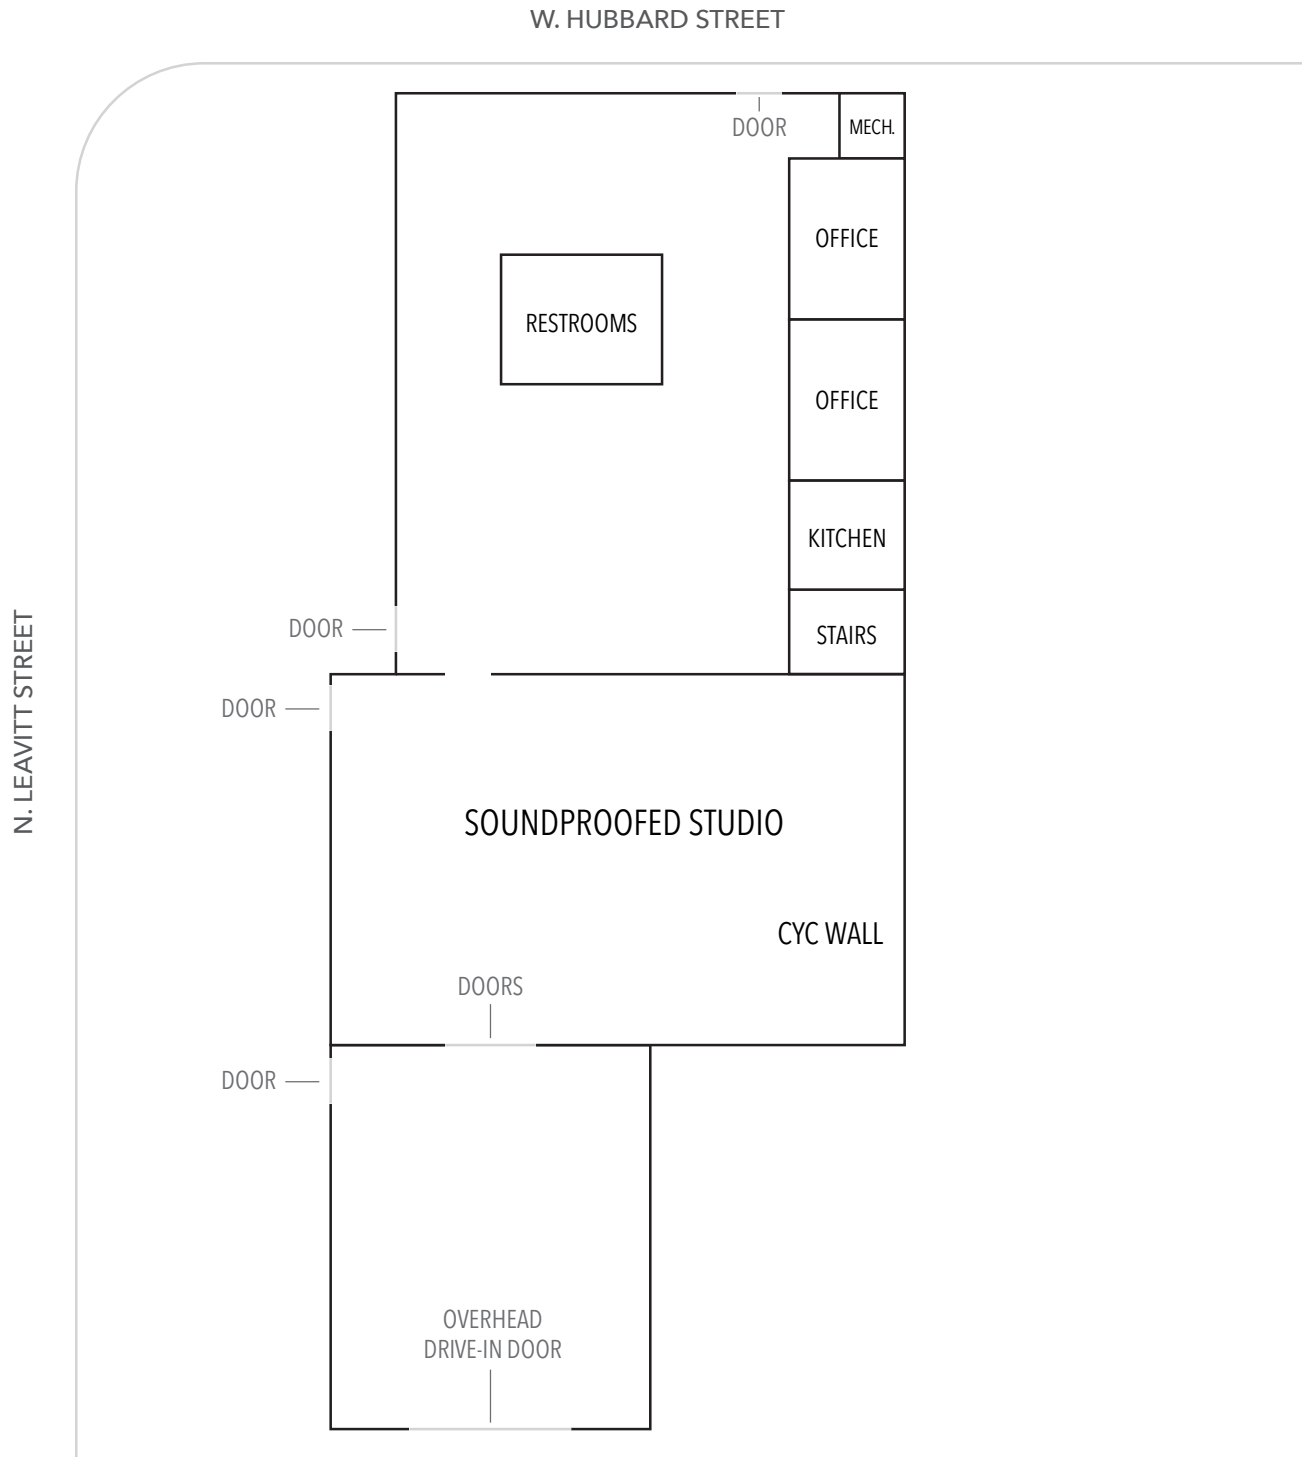 W. HUBBARD STREET
DOOR
MECH.
OFFICE
RESTROOMS
OFFICE
KITCHEN
DOOR
STAIRS
N. LEAVITT STREET
DOOR
SOUNDPROOFED STUDIO
CYC WALL
DOORS
DOOR
OVERHEAD
DRIVE-IN DOOR